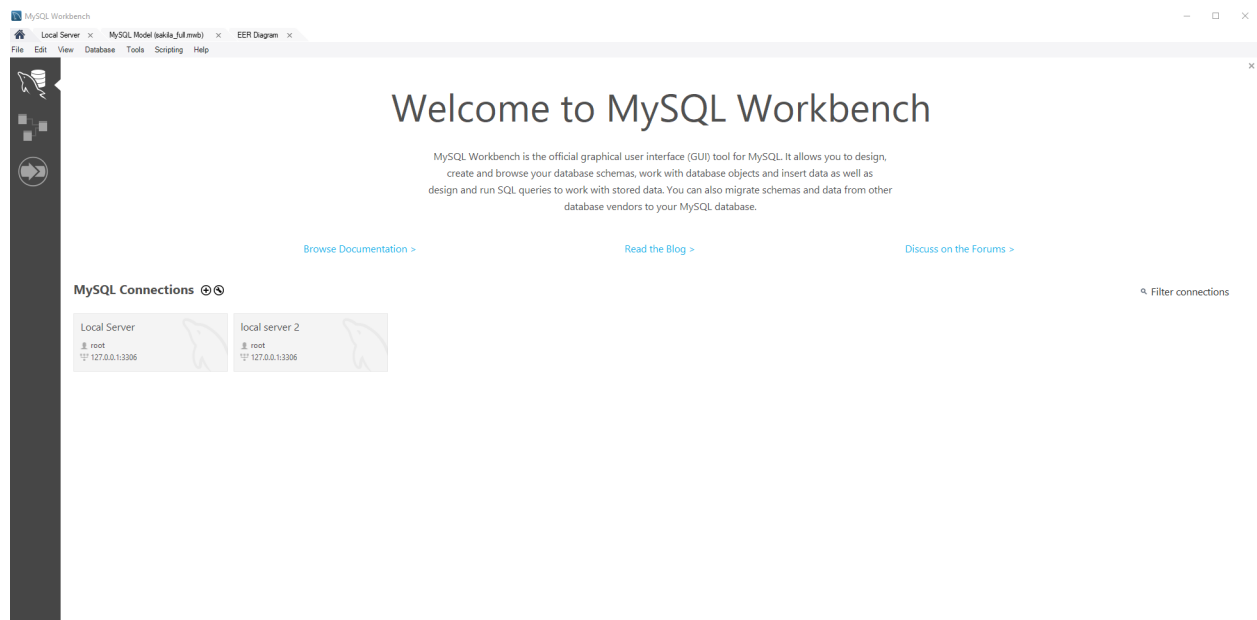 MySQL Workbench
Local Server × MySQL Model (sakila_full.mwb) × EER Diagram ×
File Edit View Database Tools Scripting Help
Welcome to MySQL Workbench
MySQL Workbench is the official graphical user interface (GUI) tool for MySQL. It allows you to design,
create and browse your database schemas, work with database objects and insert data as well as
design and run SQL queries to work with stored data. You can also migrate schemas and data from other
database vendors to your MySQL database.
Browse Documentation > Read the Blog > Discuss on the Forums >
MySQL Connections Filter connections
Local Server local server 2
root root
127.0.0.1:3306 127.0.0.1:3306